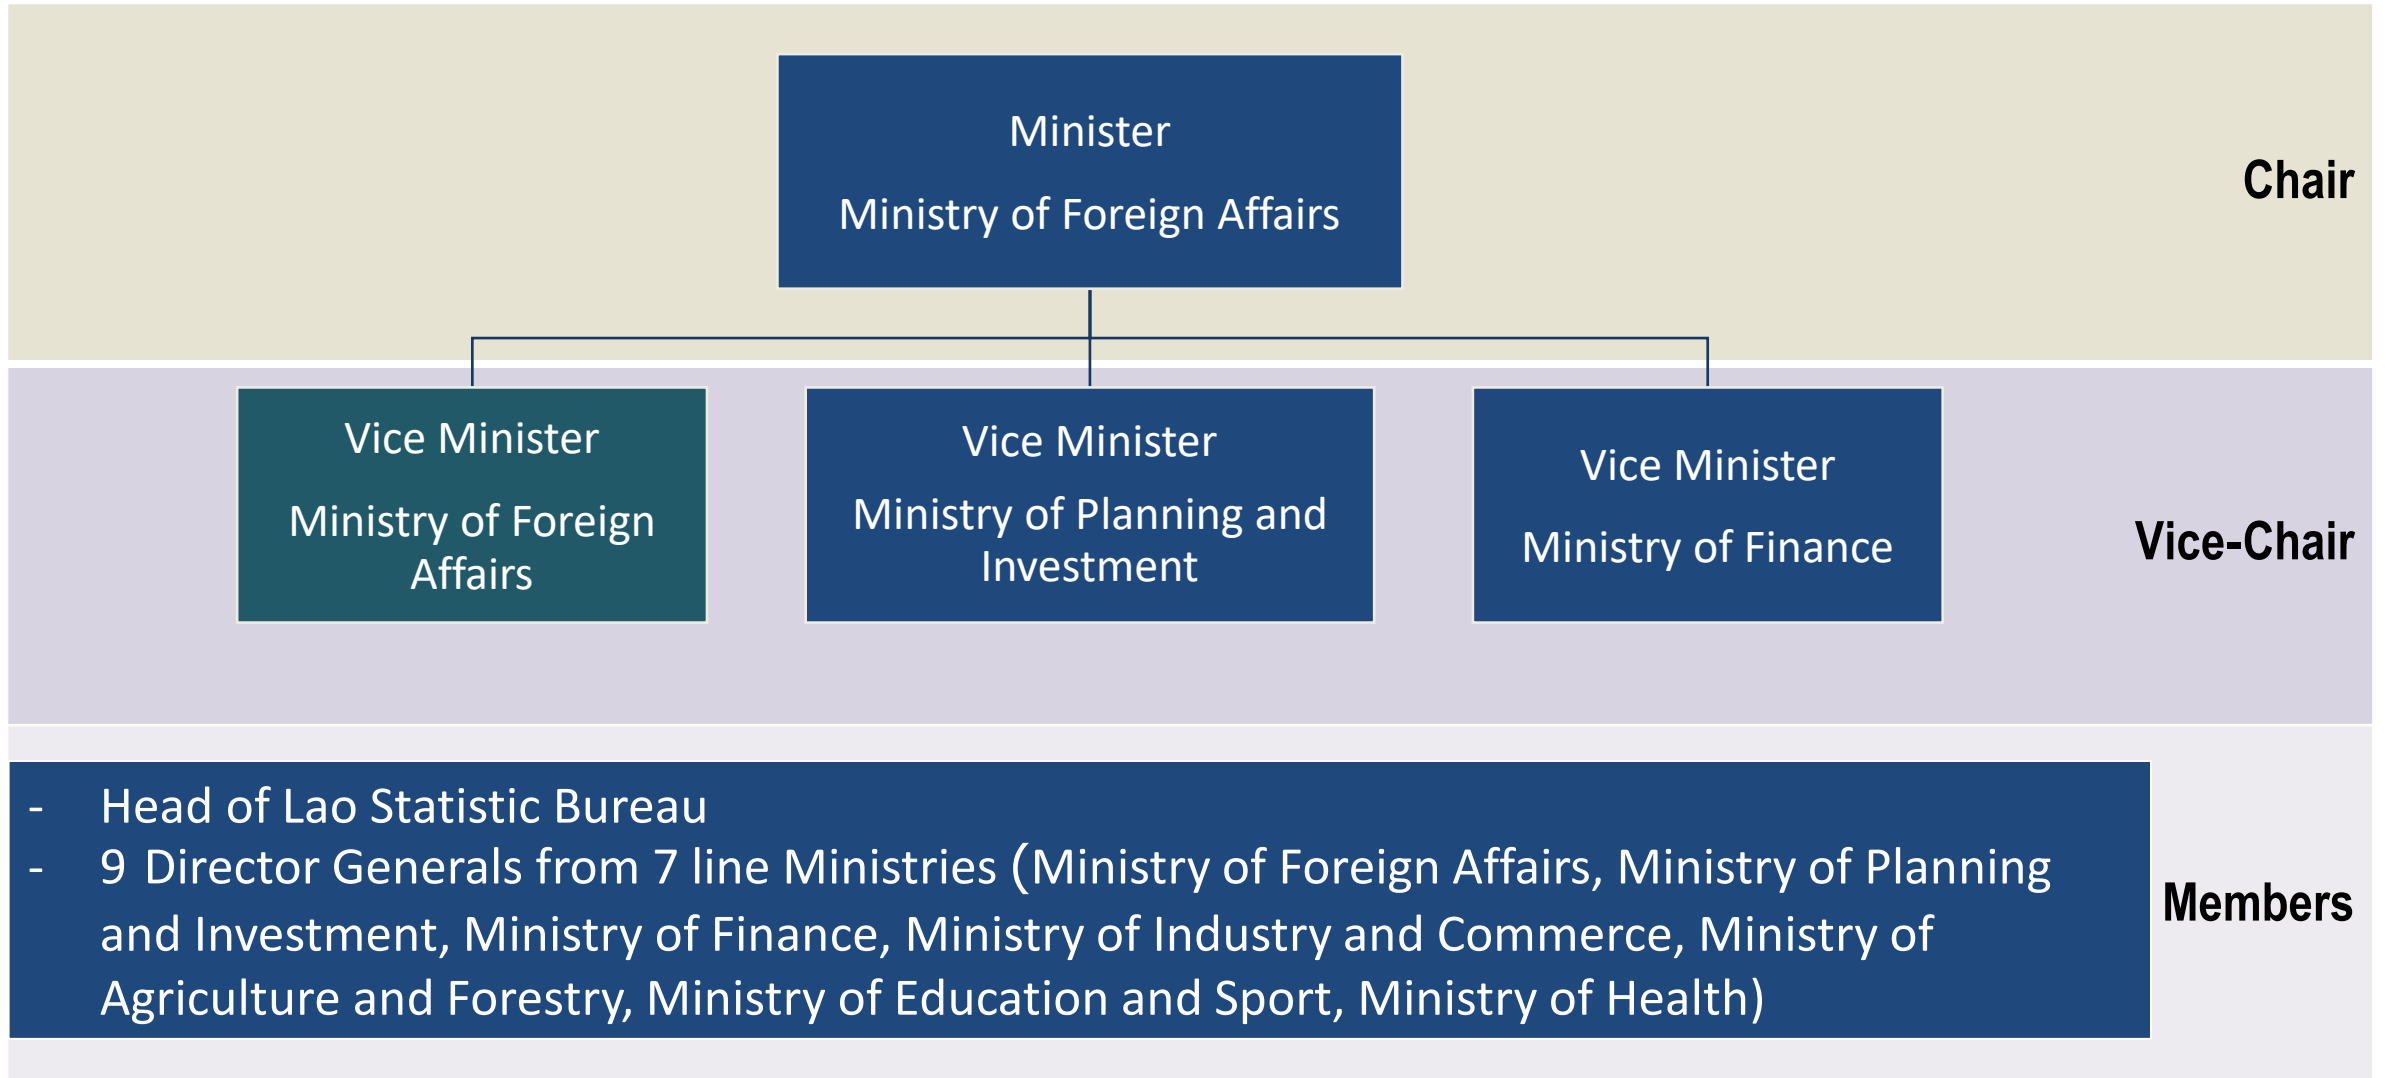 Minister
Ministry of Foreign Affairs
Chair
Vice Minister
Ministry of Foreign
Affairs
Vice Minister
Ministry of Planning and
Investment
Vice Minister
Ministry of Finance
Vice-Chair
- Head of Lao Statistic Bureau
- 9 Director Generals from 7 line Ministries (Ministry of Foreign Affairs, Ministry of Planning
and Investment, Ministry of Finance, Ministry of Industry and Commerce, Ministry of
Agriculture and Forestry, Ministry of Education and Sport, Ministry of Health)
Members